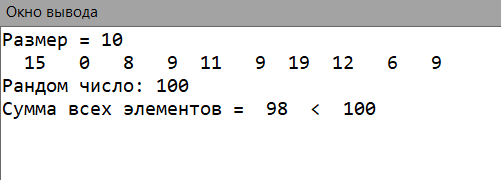 Окно вывода
Размер = 10
15 0 8 9 11 9 19 12 6 9
Рандом число: 100
Сумма всех элементов = 98 < 100